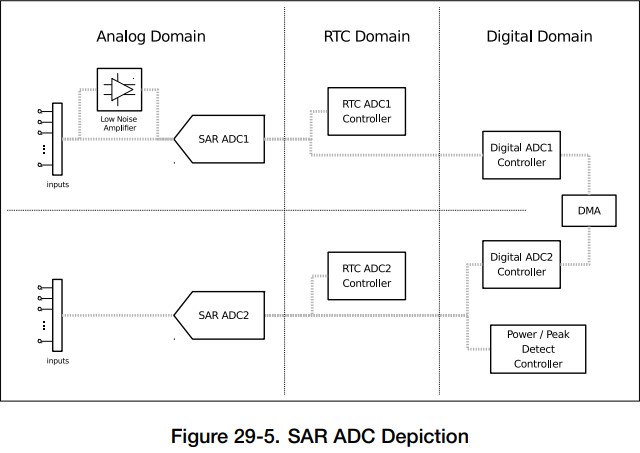 Analog Domain
RTC Domain
Digital Domain
Low Noise
Amplifier
inputs
SAR ADC1
RTC ADC1
Controller
Digital ADC1
Controller
DMA
inputs
SAR ADC2
RTC ADC2
Controller
Digital ADC2
Controller
Power / Peak
Detect
Controller
Figure 29-5. SAR ADC Depiction